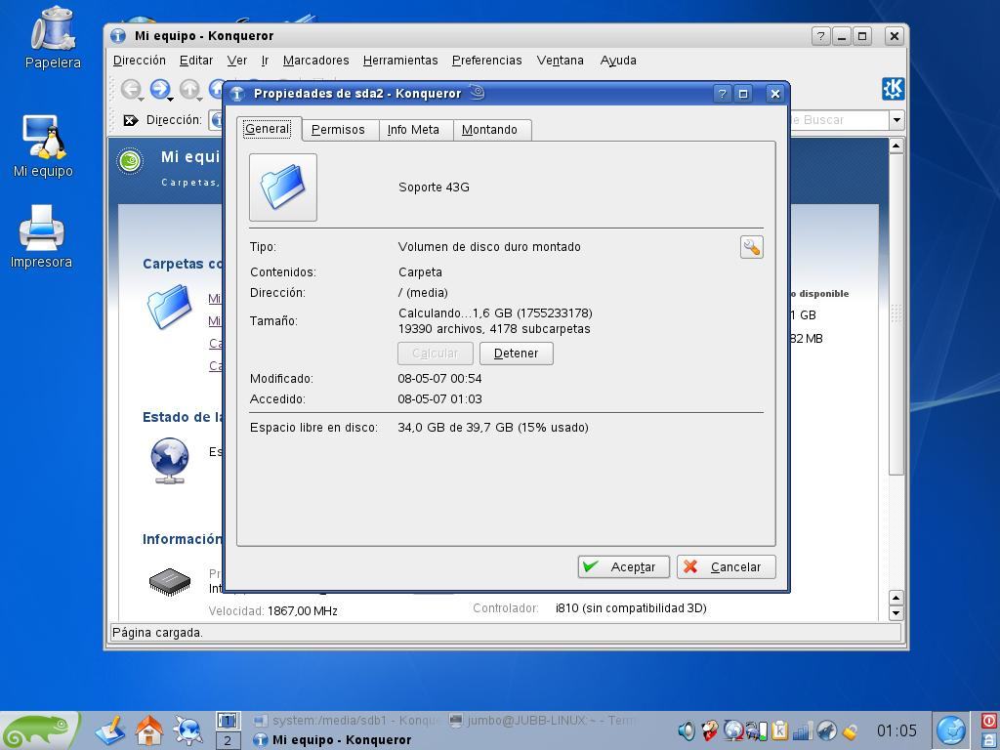 Papelera
Mi equipo
Impresora
Mi equipo - Konqueror
Dirección Editar Ver Ir Marcadores Herramientas Preferencias Ventana Ayuda
Dirección:
e Buscar
Mi equi
Carpetas,
Carpetas co
Mi
Mi
Ca
Ca
o disponible
1 GB
82 MB
Estado de la
Es
Información
Pr
Int
Velocidad: 1867,00 MHz
Controlador: i810 (sin compatibilidad 3D)
Página cargada.
Propiedades de sda2 - Konqueror
General Permisos Info Meta Montando
Soporte 43G
Tipo: Volumen de disco duro montado
Contenidos: Carpeta
Dirección: / (media)
Tamaño: Calculando...1,6 GB (1755233178)
19390 archivos, 4178 subcarpetas
Calcular Detener
Modificado: 08-05-07 00:54
Accedido: 08-05-07 01:03
Espacio libre en disco: 34,0 GB de 39,7 GB (15% usado)
Aceptar Cancelar
1
2
system:/media/sdb1 - Konque
jumbo@JUBB-LINUX:~ - Term
Mi equipo - Konqueror
01:05